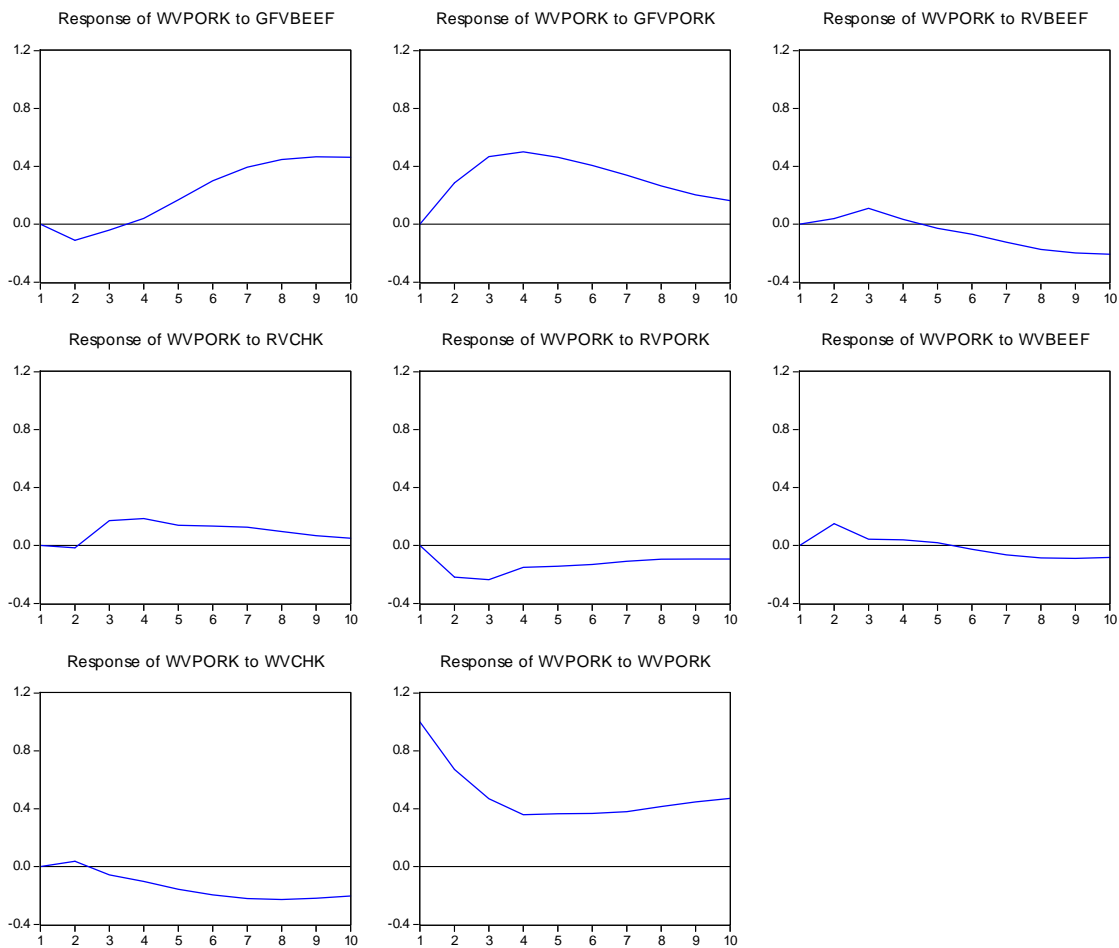 Response of WVPORK to GFVBEEF
Response of WVPORK to GFVPORK
Response of WVPORK to RVBEEF
1.2
0.8
0.4
0.0
-0.4
1 2 3 4 5 6 7 8 9 10
1.2
0.8
0.4
0.0
-0.4
1 2 3 4 5 6 7 8 9 10
1.2
0.8
0.4
0.0
-0.4
1 2 3 4 5 6 7 8 9 10
Response of WVPORK to RVCHK
Response of WVPORK to RVPORK
Response of WVPORK to WVBEEF
1.2
0.8
0.4
0.0
-0.4
1 2 3 4 5 6 7 8 9 10
1.2
0.8
0.4
0.0
-0.4
1 2 3 4 5 6 7 8 9 10
1.2
0.8
0.4
0.0
-0.4
1 2 3 4 5 6 7 8 9 10
Response of WVPORK to WVCHK
Response of WVPORK to WVPORK
1.2
0.8
0.4
0.0
-0.4
1 2 3 4 5 6 7 8 9 10
1.2
0.8
0.4
0.0
-0.4
1 2 3 4 5 6 7 8 9 10